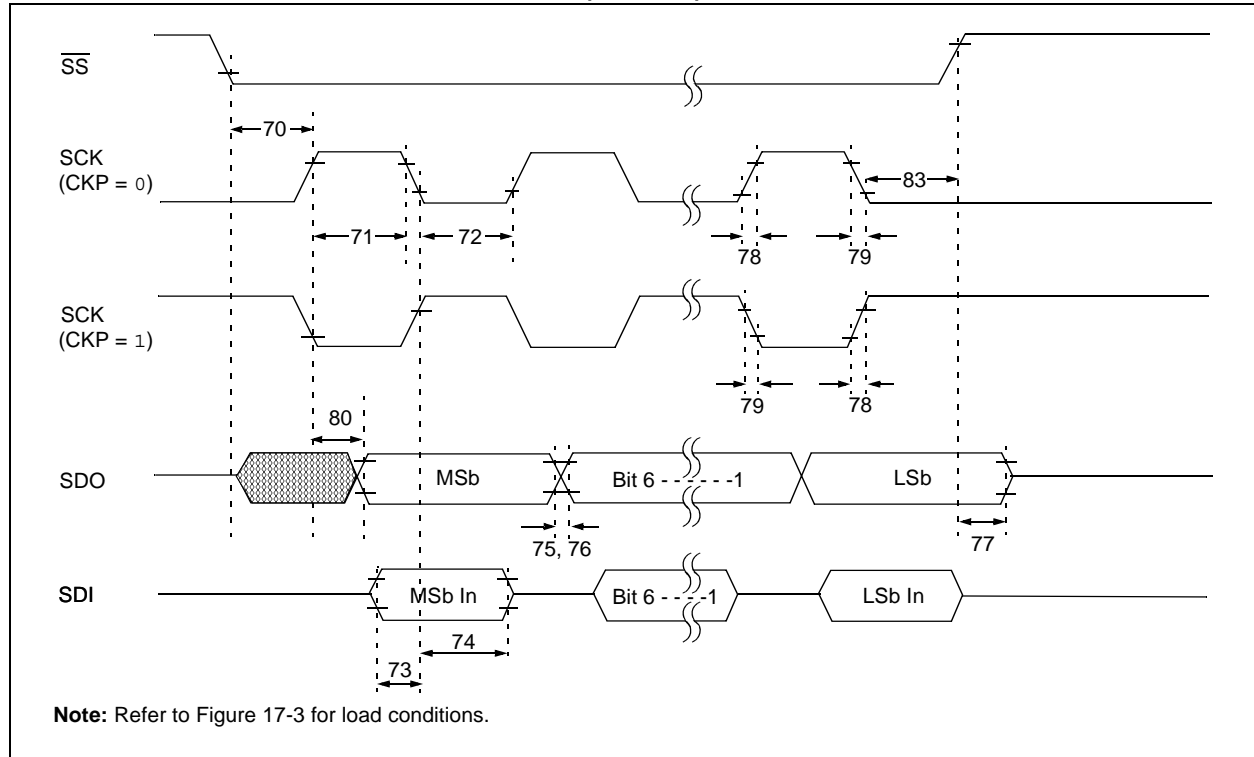 SS
70
SCK
(CKP = 0)
83
71
72
78
79
SCK
(CKP = 1)
79
78
80
SDO
MSb
Bit 6 - - - - - - -1
LSb
75, 76
77
SDI
MSb In
Bit 6 - - - - -1
LSb In
74
73
Note: Refer to Figure 17-3 for load conditions.